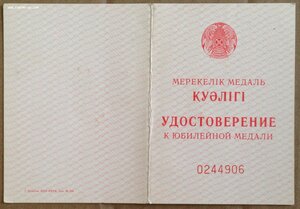 МЕРЕКЕЛІК МЕДАЛЬ
КУӘЛІГІ
УДОСТОВЕРЕНИЕ
К ЮБИЛЕЙНОЙ МЕДАЛИ
0244906